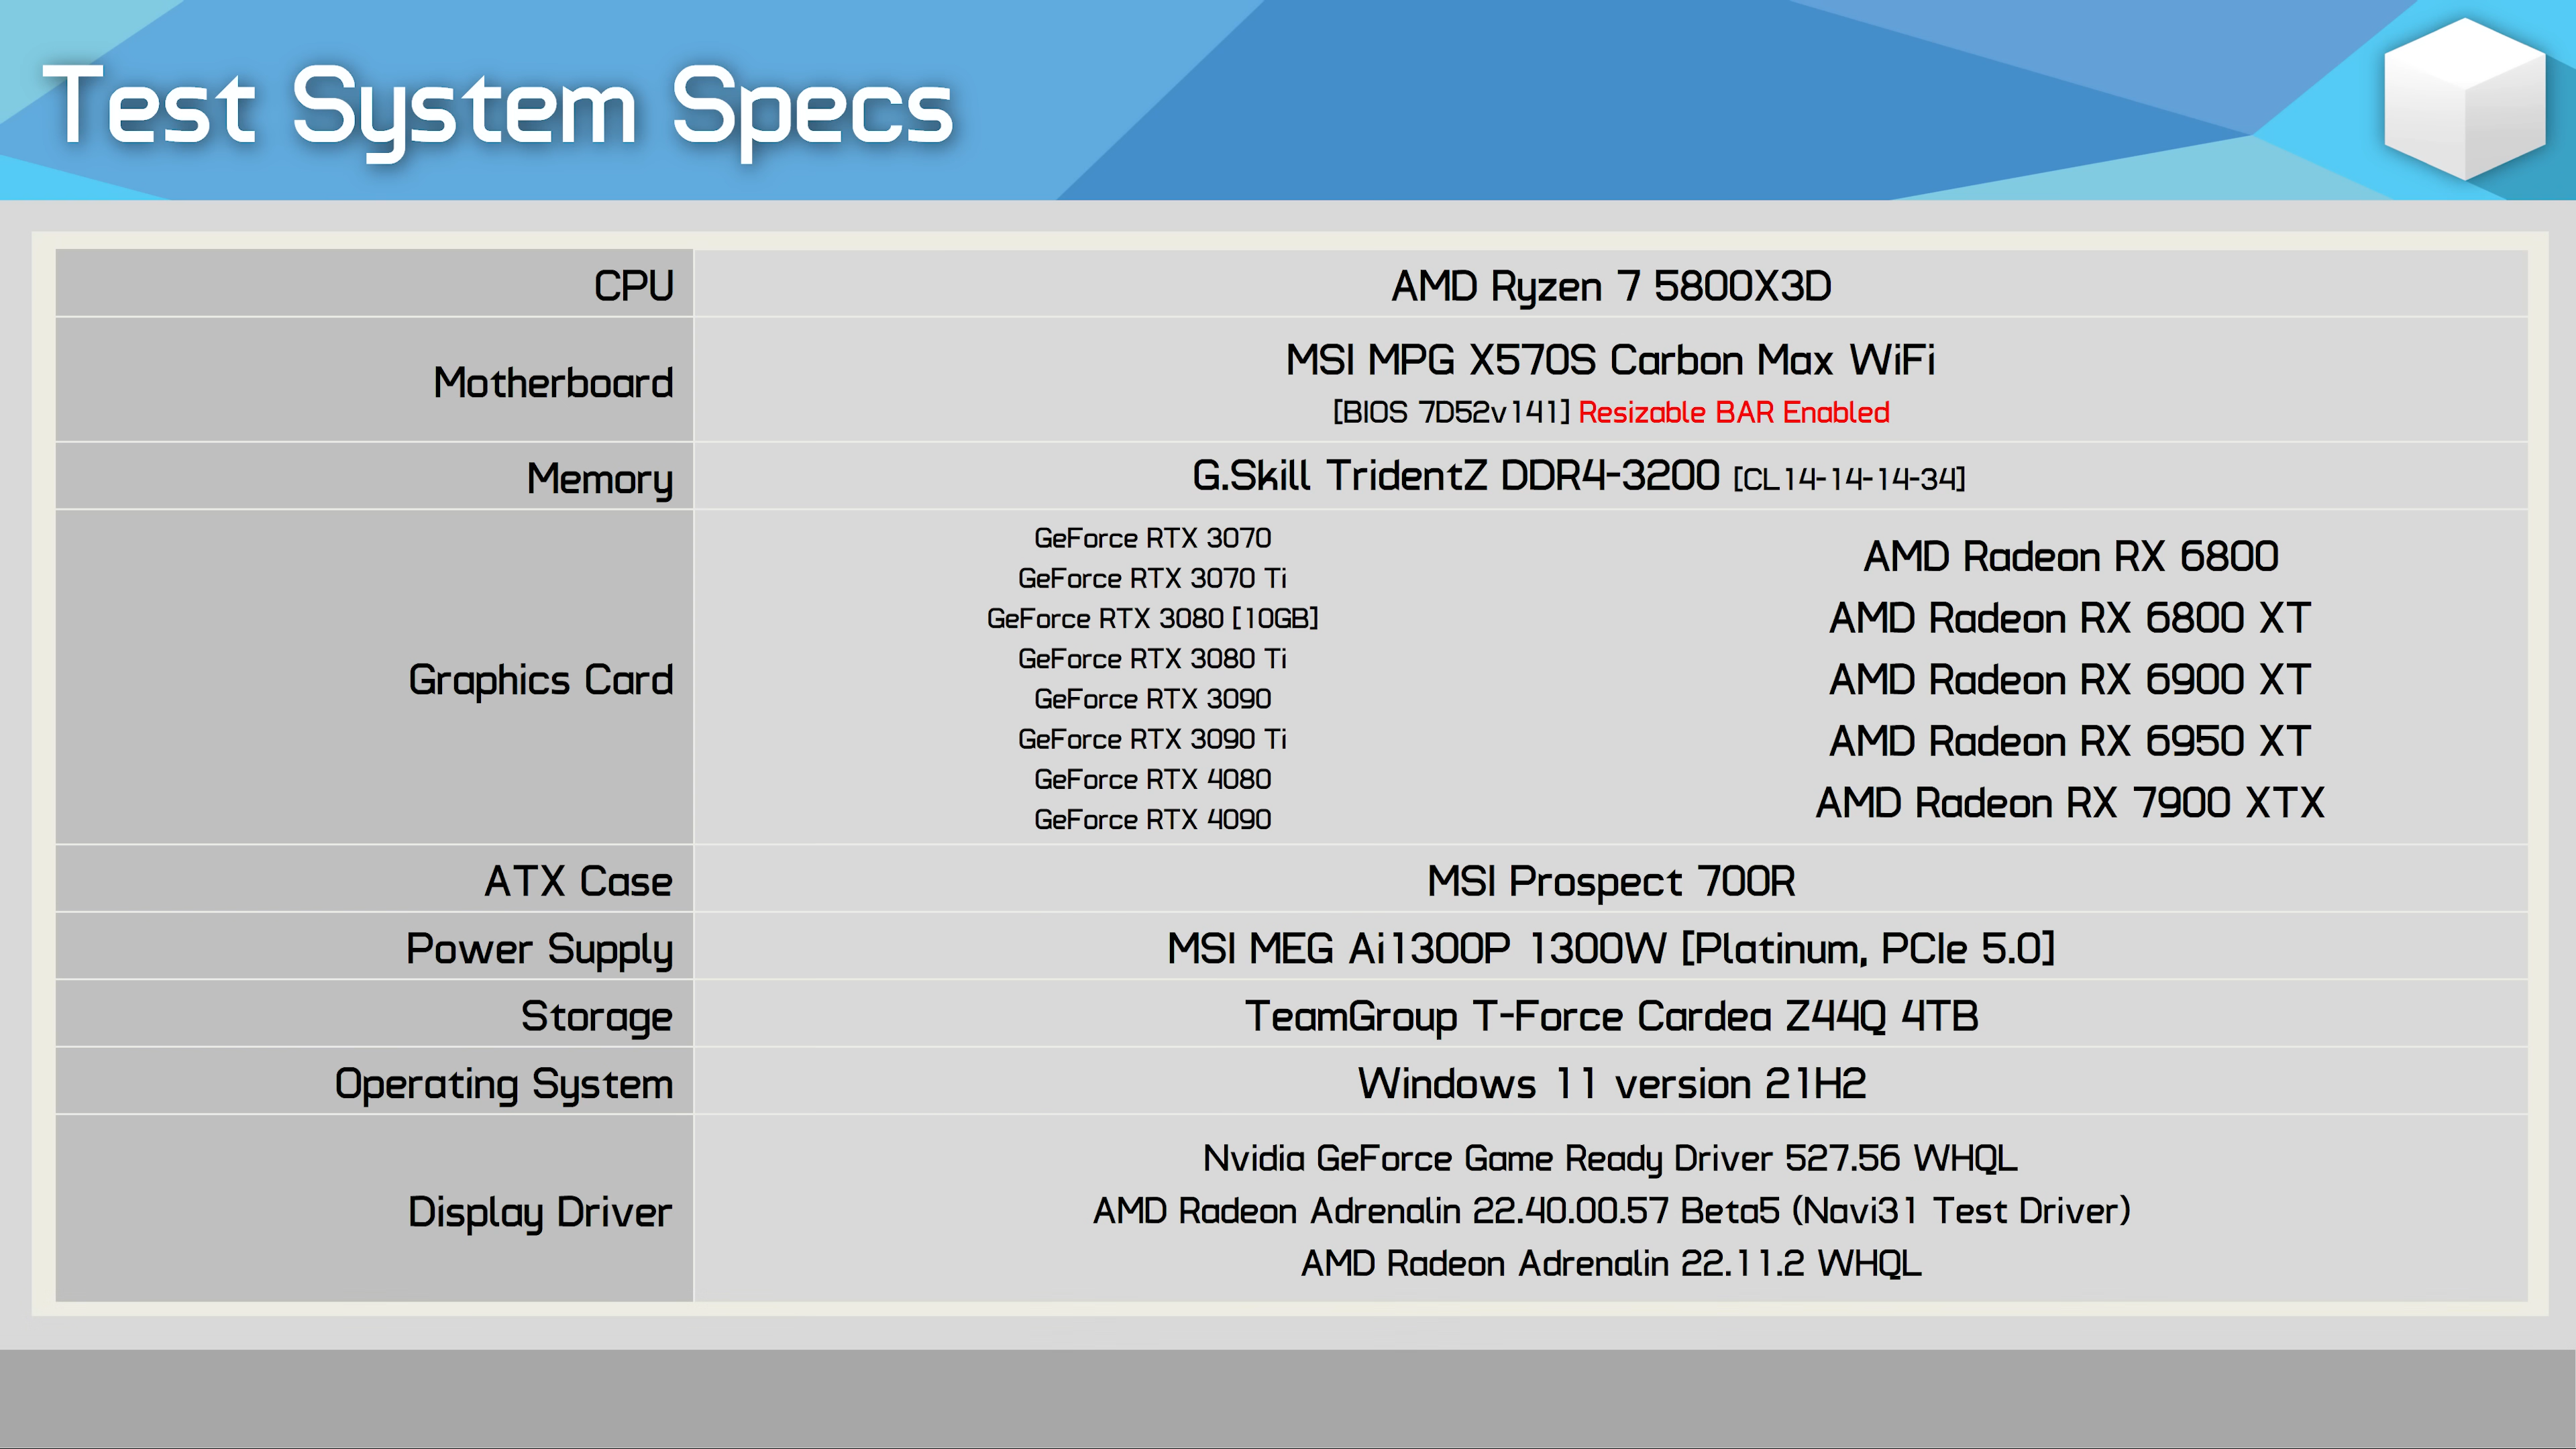 Test System Specs
CPU
AMD Ryzen 7 5800X3D
Motherboard
MSI MPG X570S Carbon Max WiFi
[BIOS 7D52v141] Resizable BAR Enabled
Memory
G.Skill TridentZ DDR4-3200 [CL14-14-14-34]
Graphics Card
GeForce RTX 3070
GeForce RTX 3070 Ti
GeForce RTX 3080 [10GB]
GeForce RTX 3080 Ti
GeForce RTX 3090
GeForce RTX 3090 Ti
GeForce RTX 4080
GeForce RTX 4090
AMD Radeon RX 6800
AMD Radeon RX 6800 XT
AMD Radeon RX 6900 XT
AMD Radeon RX 6950 XT
AMD Radeon RX 7900 XTX
ATX Case
MSI Prospect 700R
Power Supply
MSI MEG Ai1300P 1300W [Platinum, PCIe 5.0]
Storage
TeamGroup T-Force Cardea Z44Q 4TB
Operating System
Windows 11 version 21H2
Display Driver
Nvidia GeForce Game Ready Driver 527.56 WHQL
AMD Radeon Adrenalin 22.40.00.57 Beta5 (Navi31 Test Driver)
AMD Radeon Adrenalin 22.11.2 WHQL